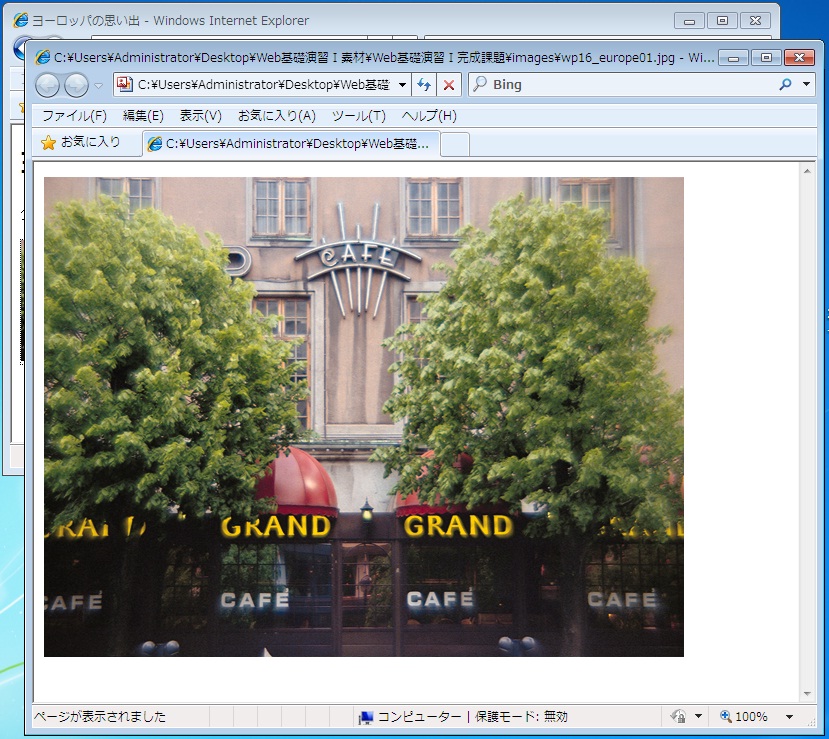 ヨーロッパの思い出 - Windows Internet Explorer
C:¥Users¥Administrator¥Desktop¥Web基礎演習Ⅰ素材¥Web基礎演習Ⅰ完成課題¥images¥wp16_europe01.jpg - Wi...
C:¥Users¥Administrator¥Desktop¥Web基礎
Bing
ファイル(F) 編集(E) 表示(V) お気に入り(A) ツール(T) ヘルプ(H)
お気に入り C:¥Users¥Administrator¥Desktop¥Web基礎...
CAFE
GRAND GRAND
CAFE CAFE CAFE CAFE
ページが表示されました コンピューター | 保護モード: 無効 100%